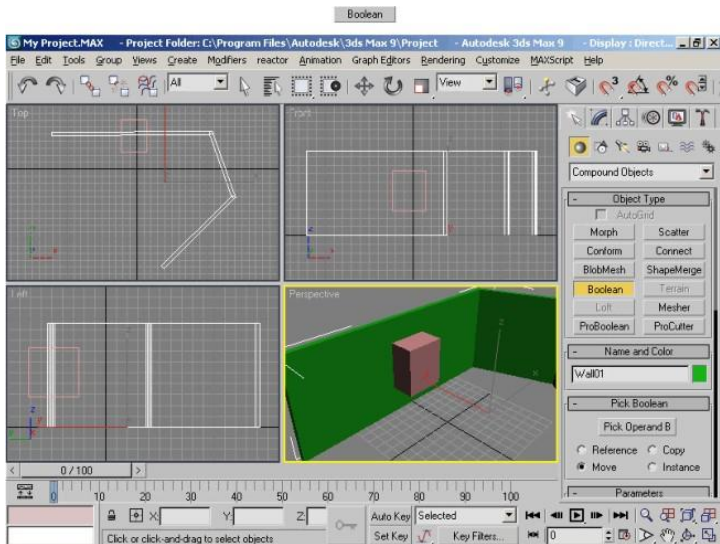 Boolean
My Project.MAX - Project Folder: C:\Program Files\Autodesk\3ds Max 9\Project - Autodesk 3ds Max 9 - Display : Direct...
File Edit Tools Group Views Create Modifiers reactor Animation Graph Editors Rendering Customize MAXScript Help
All View
Top
Front
Compound Objects
- Object Type
AutoGrid
Morph Scatter
Conform Connect
BlobMesh ShapeMerge
Boolean Terrain
Loft Mesher
ProBoolean ProCutter
Left
Perspective
- Name and Color
Wall01
- Pick Boolean
Pick Operand B
Reference Copy
Move Instance
- Parameters
< 0 / 100 >
0 10 20 30 40 50 60 70 80 90 100
X: Y: Z: Auto Key Selected
Click or click-and-drag to select objects Set Key Key Filters... 0